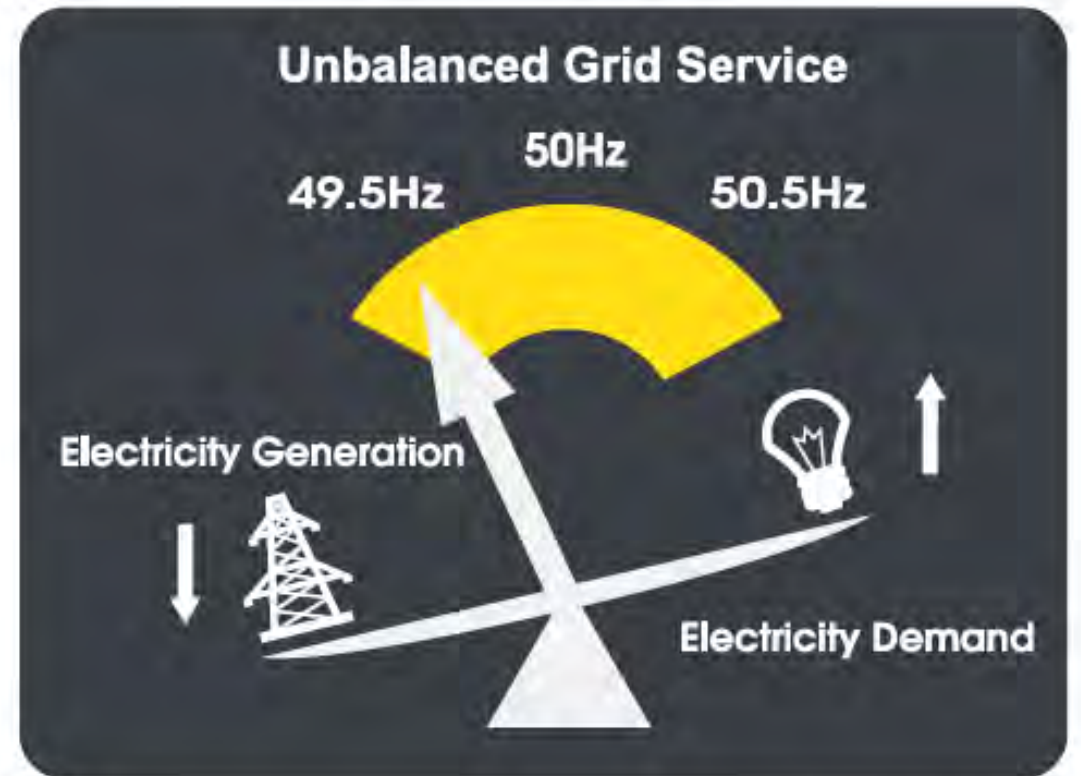 Unbalanced Grid Service
50Hz
49.5Hz
50.5Hz
Electricity Generation
Electricity Demand